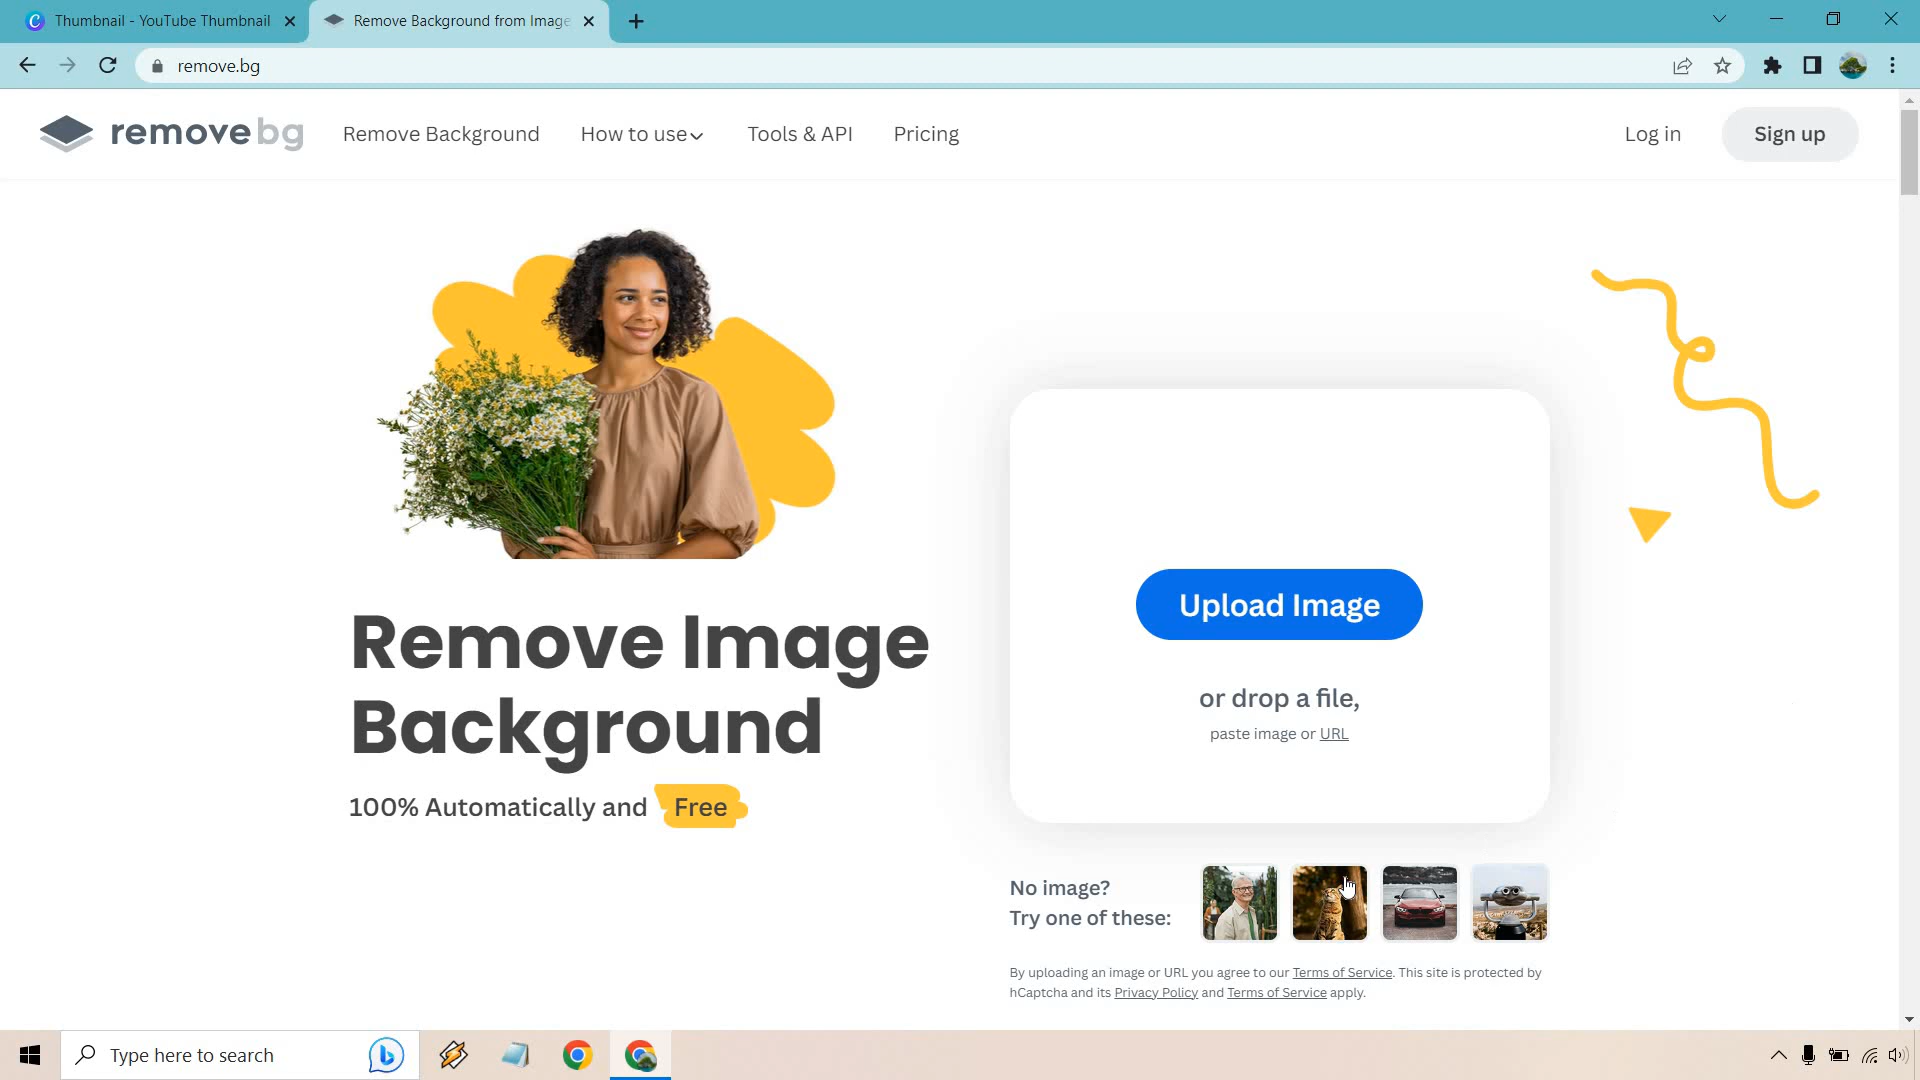 Thumbnail - YouTube Thumbnail
Remove Background from Image
remove.bg
removebg
Remove Background
How to use
Tools & API
Pricing
Log in
Sign up
Remove Image
Background
100% Automatically and Free
Upload Image
or drop a file,
paste image or URL
No image?
Try one of these:
By uploading an image or URL you agree to our Terms of Service. This site is protected by
hCaptcha and its Privacy Policy and Terms of Service apply.
Type here to search